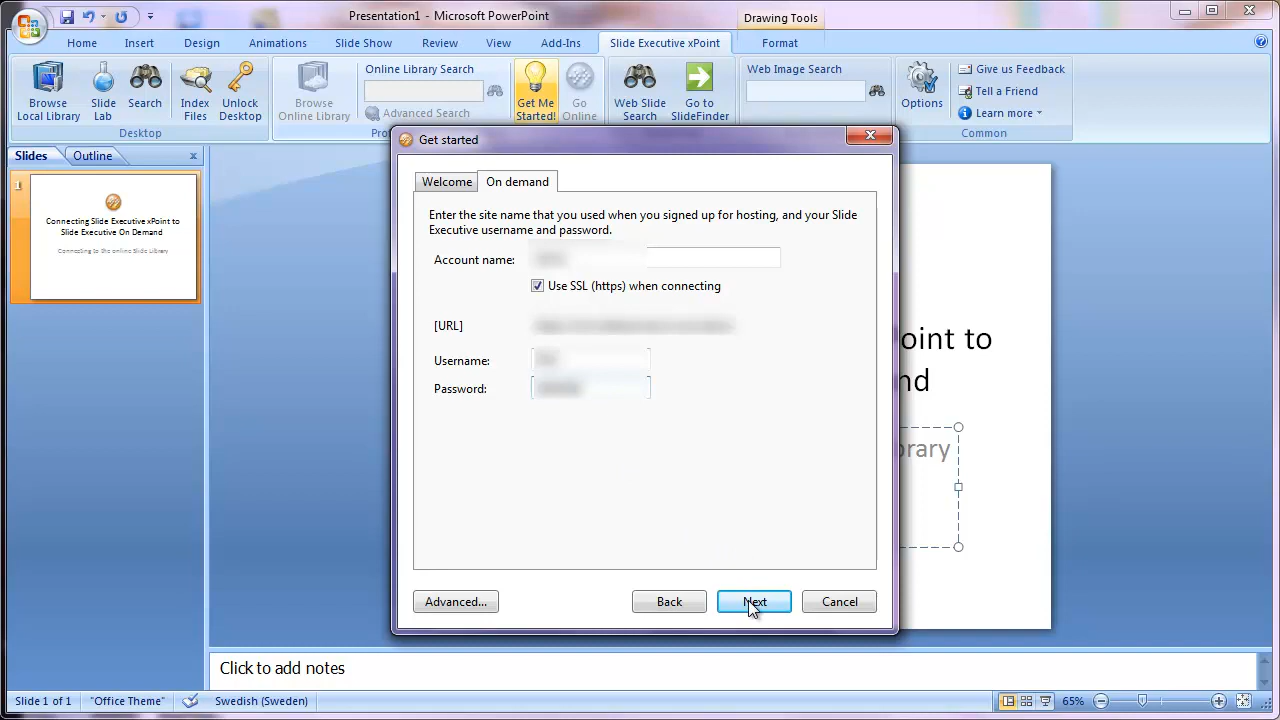 Presentation1 - Microsoft PowerPoint
Drawing Tools
Home
Insert
Design
Animations
Slide Show
Review
View
Add-Ins
Slide Executive xPoint
Format
Browse
Local Library
Slide
Lab
Search
Index
Files
Unlock
Desktop
Desktop
Browse
Online Library
Online Library Search
Advanced Search
Get Me
Started!
Go
Online
Web Slide
Search
Go to
SlideFinder
Web Image Search
Options
Give us Feedback
Tell a Friend
Learn more
Common
Slides
Outline
1
Connecting Slide Executive xPoint to
Slide Executive On Demand
Connecting to the online Slide Library
Get started
Welcome
On demand
Enter the site name that you used when you signed up for hosting, and your Slide
Executive username and password.
Account name:
Use SSL (https) when connecting
[URL]
Username:
Password:
Advanced...
Back
Next
Cancel
oint to
nd
brary
Click to add notes
Slide 1 of 1
"Office Theme"
Swedish (Sweden)
65%